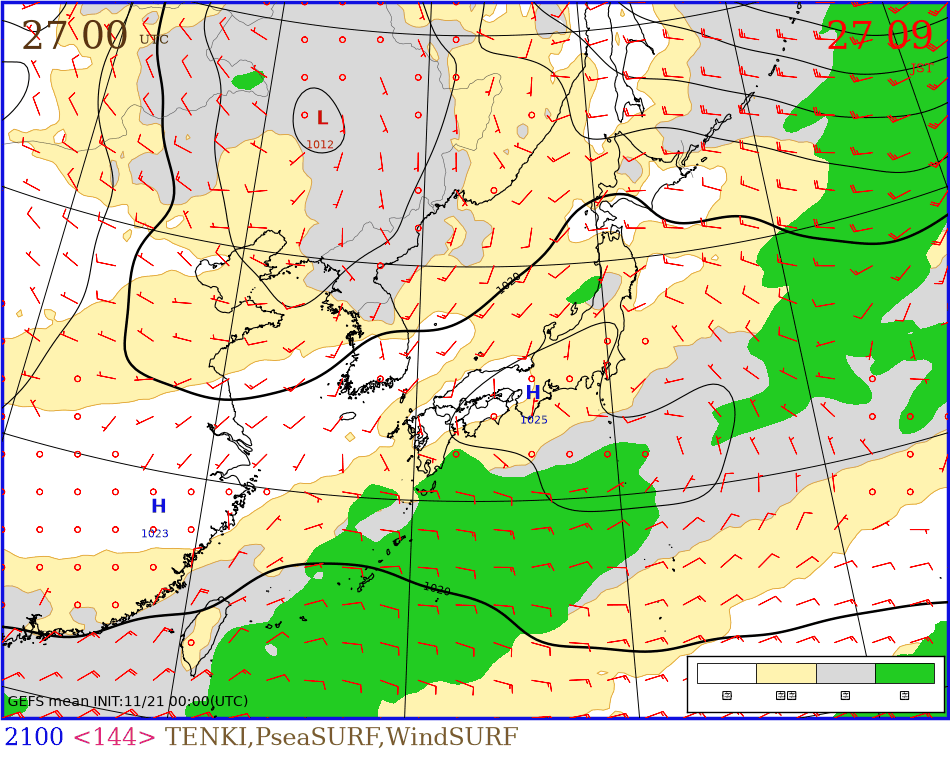 27 00 UTC
27 09 JST
L
1012
1020
H
1025
H
1023
1020
GEFS mean INIT:11/21 00:00(UTC)
2100 <144> TENKI,PseaSURF,WindSURF